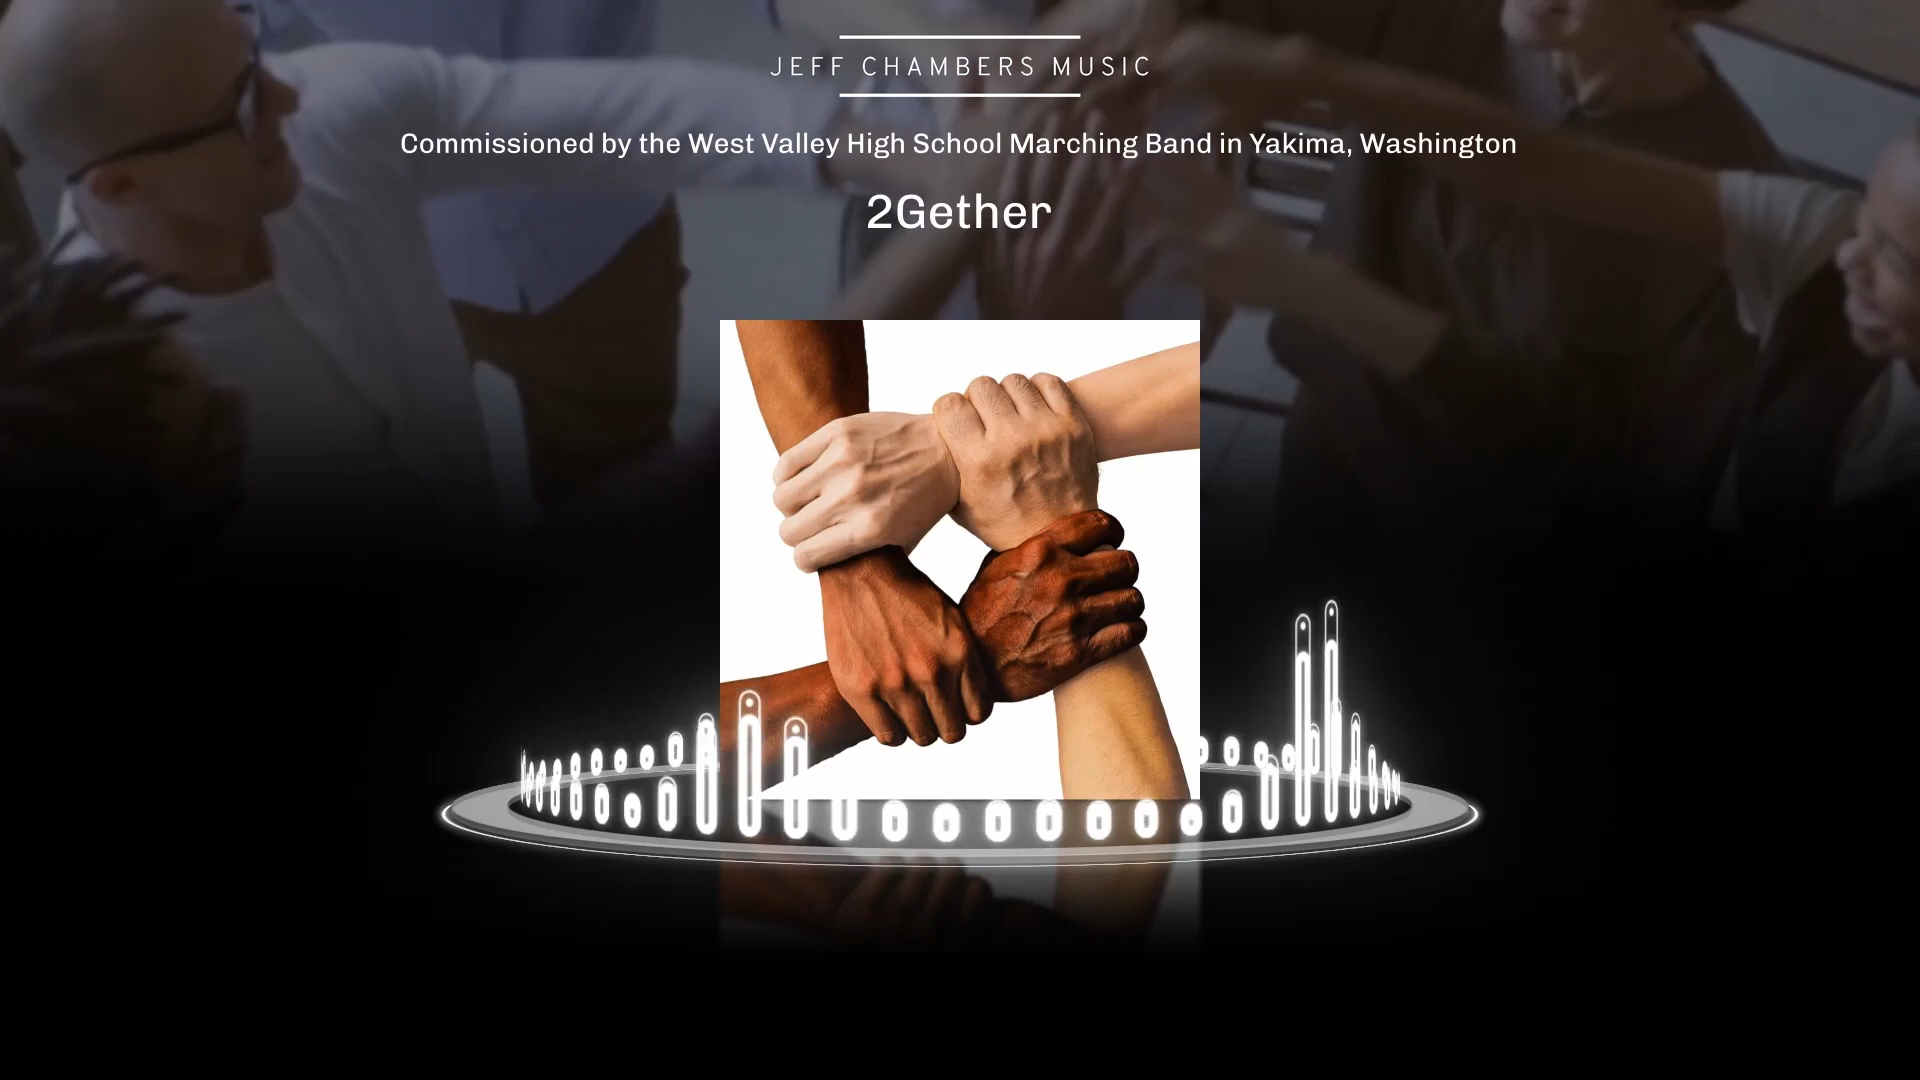 JEFF CHAMBERS MUSIC
Commissioned by the West Valley High School Marching Band in Yakima, Washington
2Gether